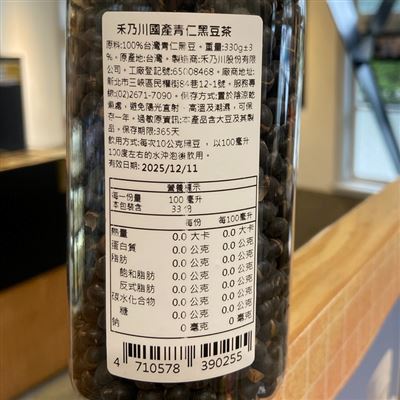 禾乃川國產青仁黑豆茶
原料:100%台灣青仁黑豆。重量:330g±3
%。原產地:台灣。製造商:禾乃川股份有限
公司。工廠登記號:65008468。廠商地址:
新北市三峽區民權街84巷12-1號。服務專
線:(02)2671-7090。保存方式:置於陰涼乾
燥處，避免陽光直射、高溫及潮濕，可保
存一年。過敏原資訊:本產品含大豆及其製
品。保存期限:365天
飲用方式:每次10公克黑豆，以100毫升
100度左右的水沖泡後飲用。
有效日期: 2025/12/11
營養標示
每一份量 100 毫升
本包裝含 33 份
每份 每100毫升
熱量 0.0 大卡 0.0 大卡
蛋白質 0.0 公克 0.0 公克
脂肪 0.0 公克 0.0 公克
飽和脂肪 0.0 公克 0.0 公克
反式脂肪 0.0 公克 0.0 公克
碳水化合物 0.0 公克 0.0 公克
糖 0.0 公克 0.0 公克
鈉 0 毫克 0 毫克
4 710578 390255